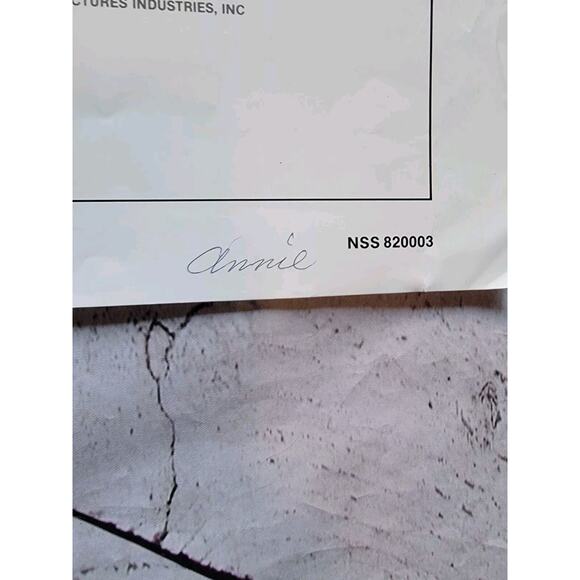 CTURES INDUSTRIES, INC
NSS 820003
annie